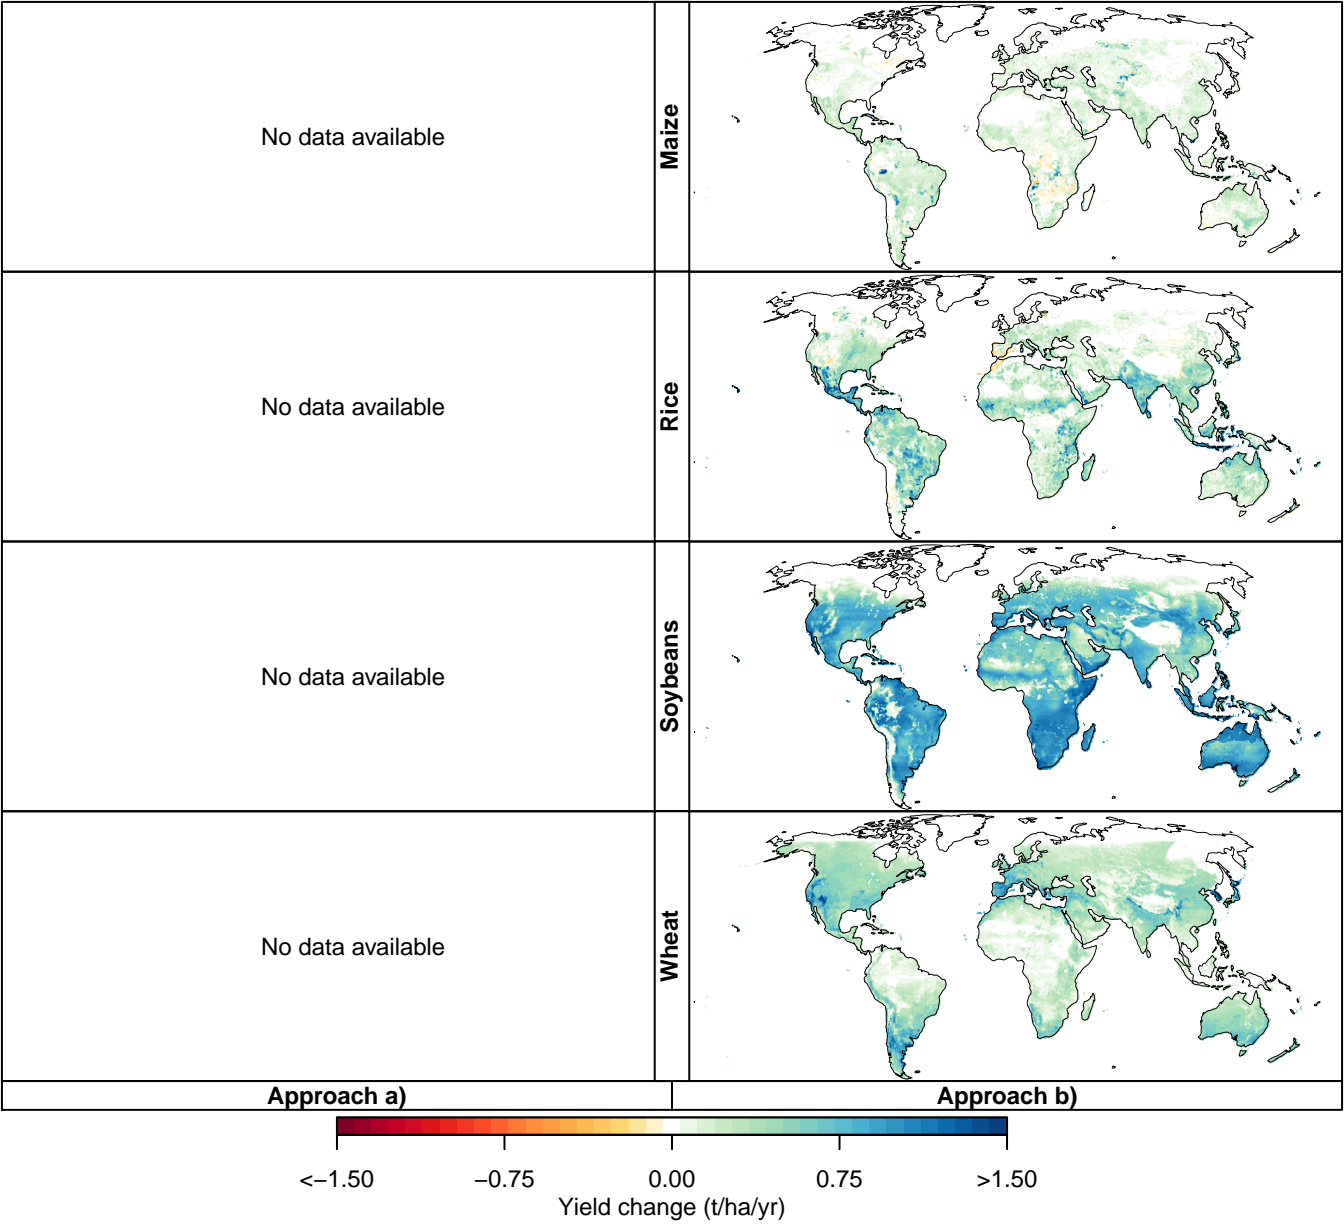 No data available
Maize
No data available
Rice
No data available
Soybeans
No data available
Wheat
Approach a)
Approach b)
<−1.50
−0.75
0.00
0.75
>1.50
Yield change (t/ha/yr)